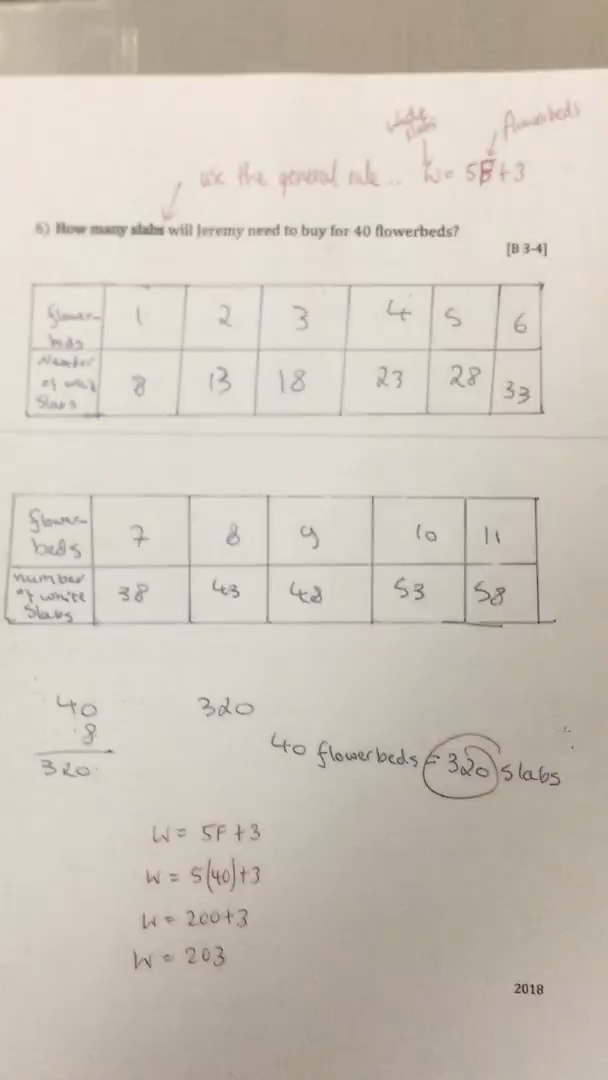 white slabs
flowerbeds
use the general rule.. W = 5F+3
6) How many slabs will Jeremy need to buy for 40 flowerbeds?
[B 3-4]
flower-beds 1 2 3 4 5 6
Number of whit Slabs 8 13 18 23 28 33
flower-beds 7 8 9 10 11
number of white Slabs 38 43 48 53 58
40
8
320
320
40 flowerbeds = 320 slabs
W = 5F+3
W = 5(40)+3
W = 200+3
W = 203
2018